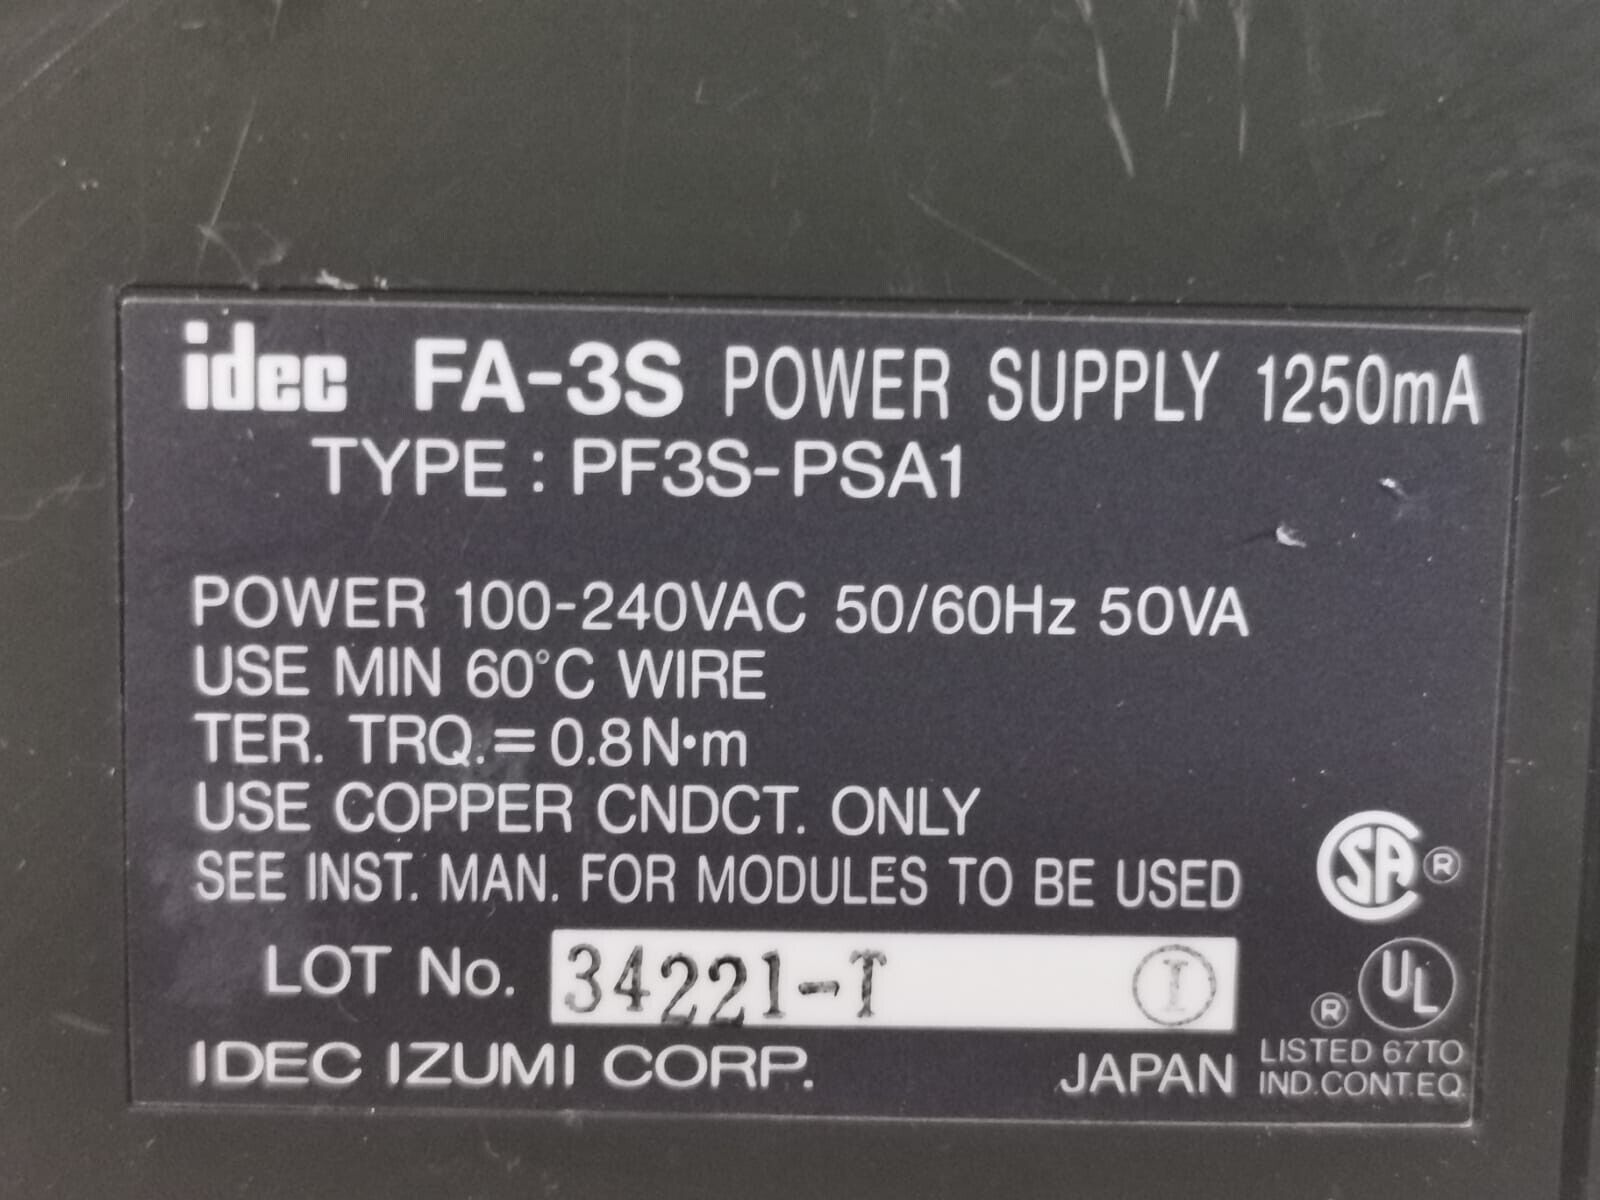 idec FA-3S POWER SUPPLY 1250mA
TYPE : PF3S-PSA1
POWER 100-240VAC 50/60Hz 50VA
USE MIN 60°C WIRE
TER. TRQ.=0.8N·m
USE COPPER CNDCT. ONLY
SEE INST. MAN. FOR MODULES TO BE USED
SA ®
LOT No. 34221-T I
® UL
LISTED 67TO
IND.CONT.EQ.
IDEC IZUMI CORP. JAPAN